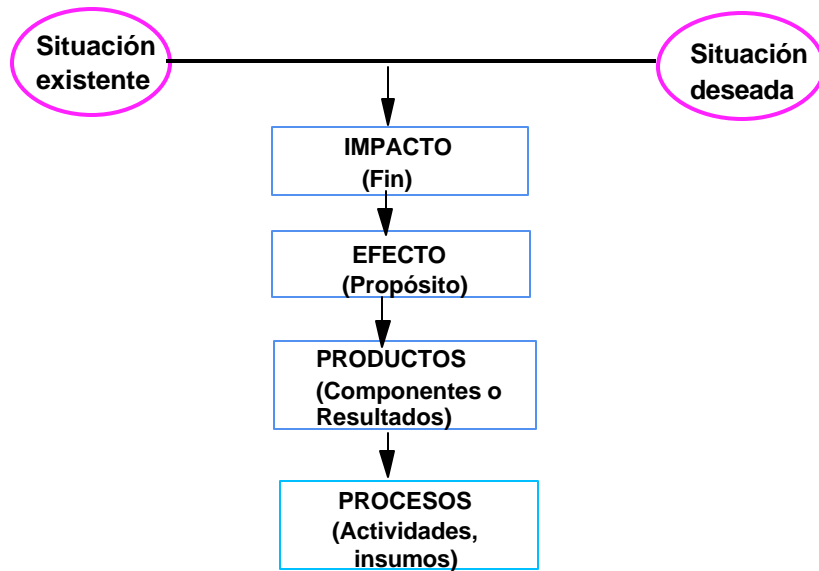 Situación
existente
Situación
deseada
IMPACTO
(Fin)
EFECTO
(Propósito)
PRODUCTOS
(Componentes o
Resultados)
PROCESOS
(Actividades,
insumos)